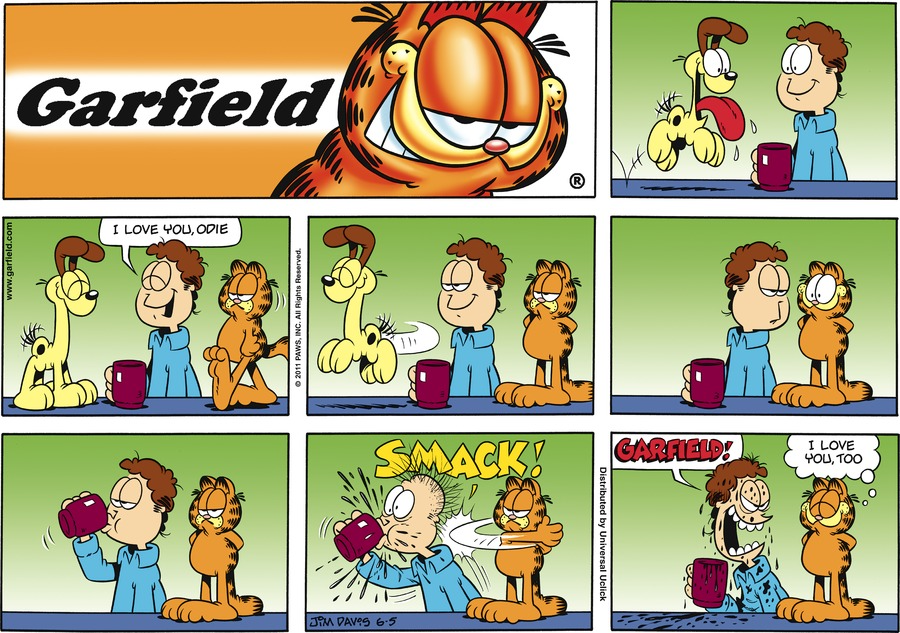 Garfield
®
I LOVE YOU, ODIE
www.garfield.com
© 2011 PAWS, INC. All Rights Reserved.
SMACK!
JIM DAVIS 6-5
Distributed by Universal Uclick
GARFIELD!
I LOVE
YOU, TOO